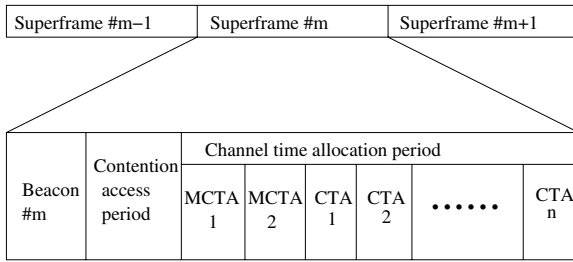 Superframe #m−1 Superframe #m Superframe #m+1
Channel time allocation period
Beacon #m
Contention access period
MCTA 1
MCTA 2
CTA 1
CTA 2
......
CTA n